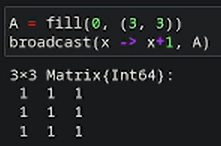 A = fill(0, (3, 3))
broadcast(x -> x+1, A)
3×3 Matrix{Int64}:
1 1 1
1 1 1
1 1 1